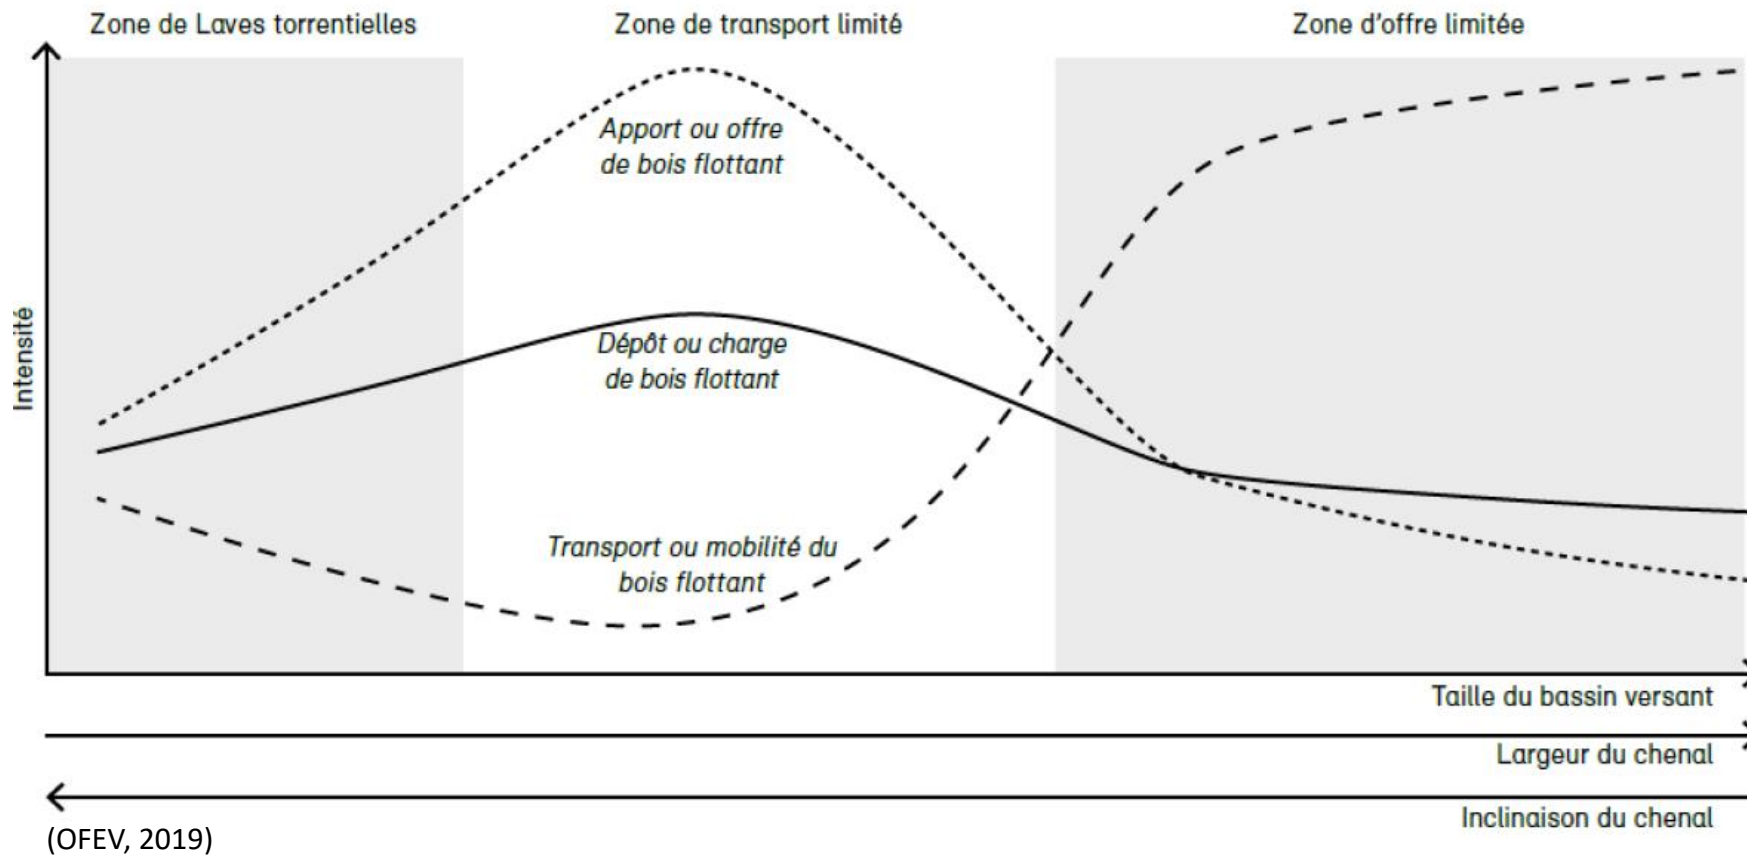 Zone de Laves torrentielles
Zone de transport limité
Zone d'offre limitée
Apport ou offre
de bois flottant
Intensité
Dépôt ou charge
de bois flottant
Transport ou mobilité du
bois flottant
Taille du bassin versant
Largeur du chenal
Inclinaison du chenal
(OFEV, 2019)